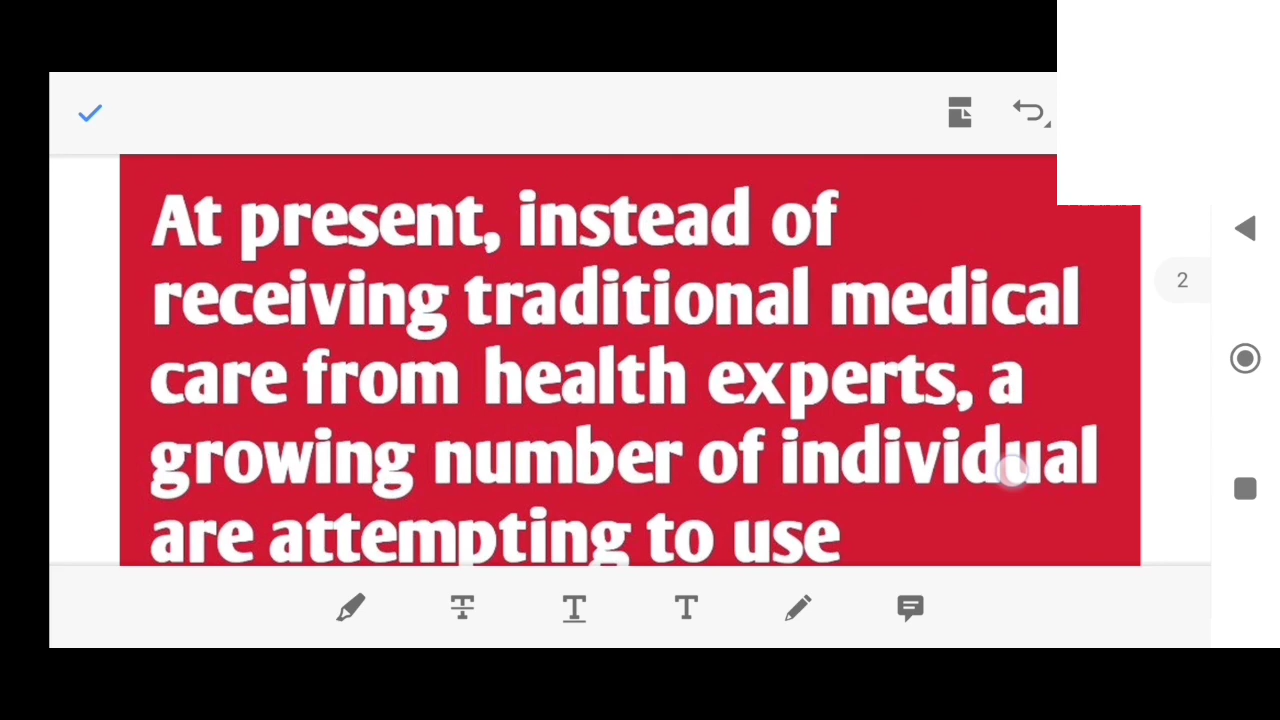 At present, instead of
receiving traditional medical
care from health experts, a
growing number of individual
are attempting to use
2